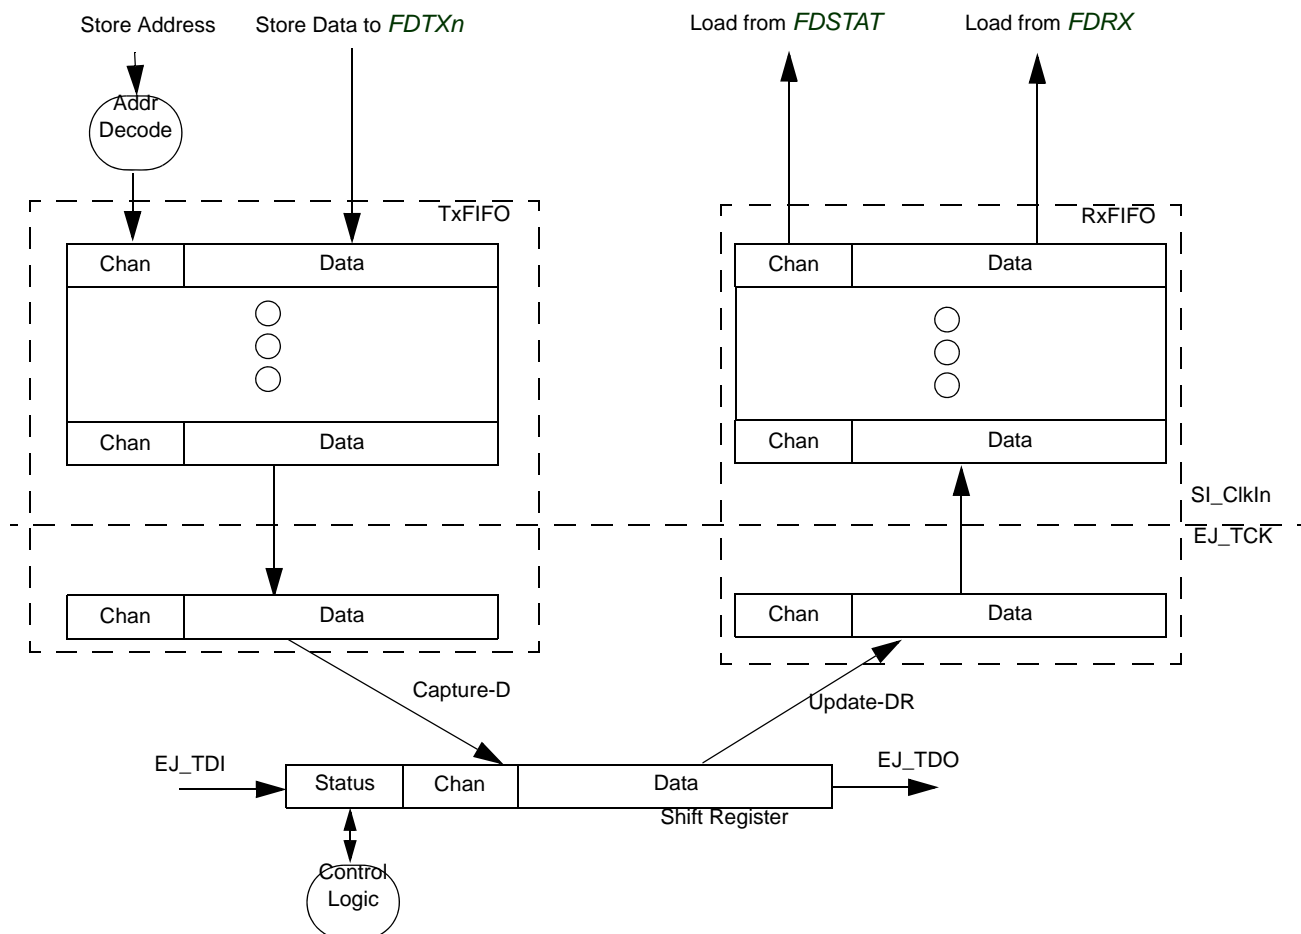 Store Address
Store Data to FDTXn
Load from FDSTAT
Load from FDRX
Addr
Decode
TxFIFO
RxFIFO
Chan
Data
Chan
Data
Chan
Data
Chan
Data
SI_ClkIn
EJ_TCK
Chan
Data
Chan
Data
Capture-D
Update-DR
EJ_TDI
EJ_TDO
Status
Chan
Data
Shift Register
Control
Logic